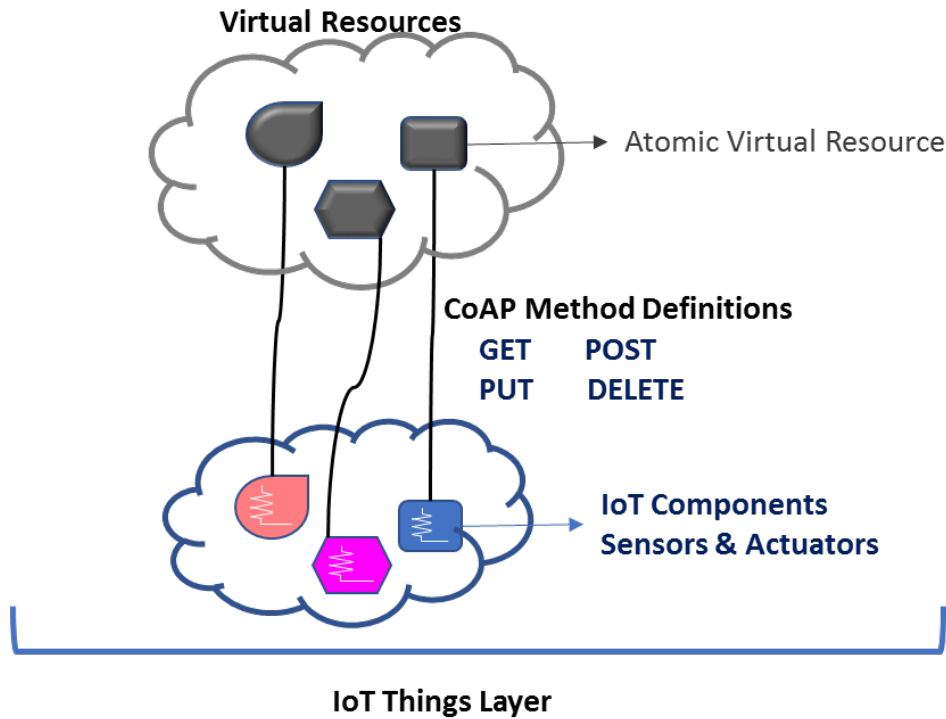 Virtual Resources
Atomic Virtual Resource
CoAP Method Definitions
GET POST
PUT DELETE
IoT Components
Sensors & Actuators
IoT Things Layer